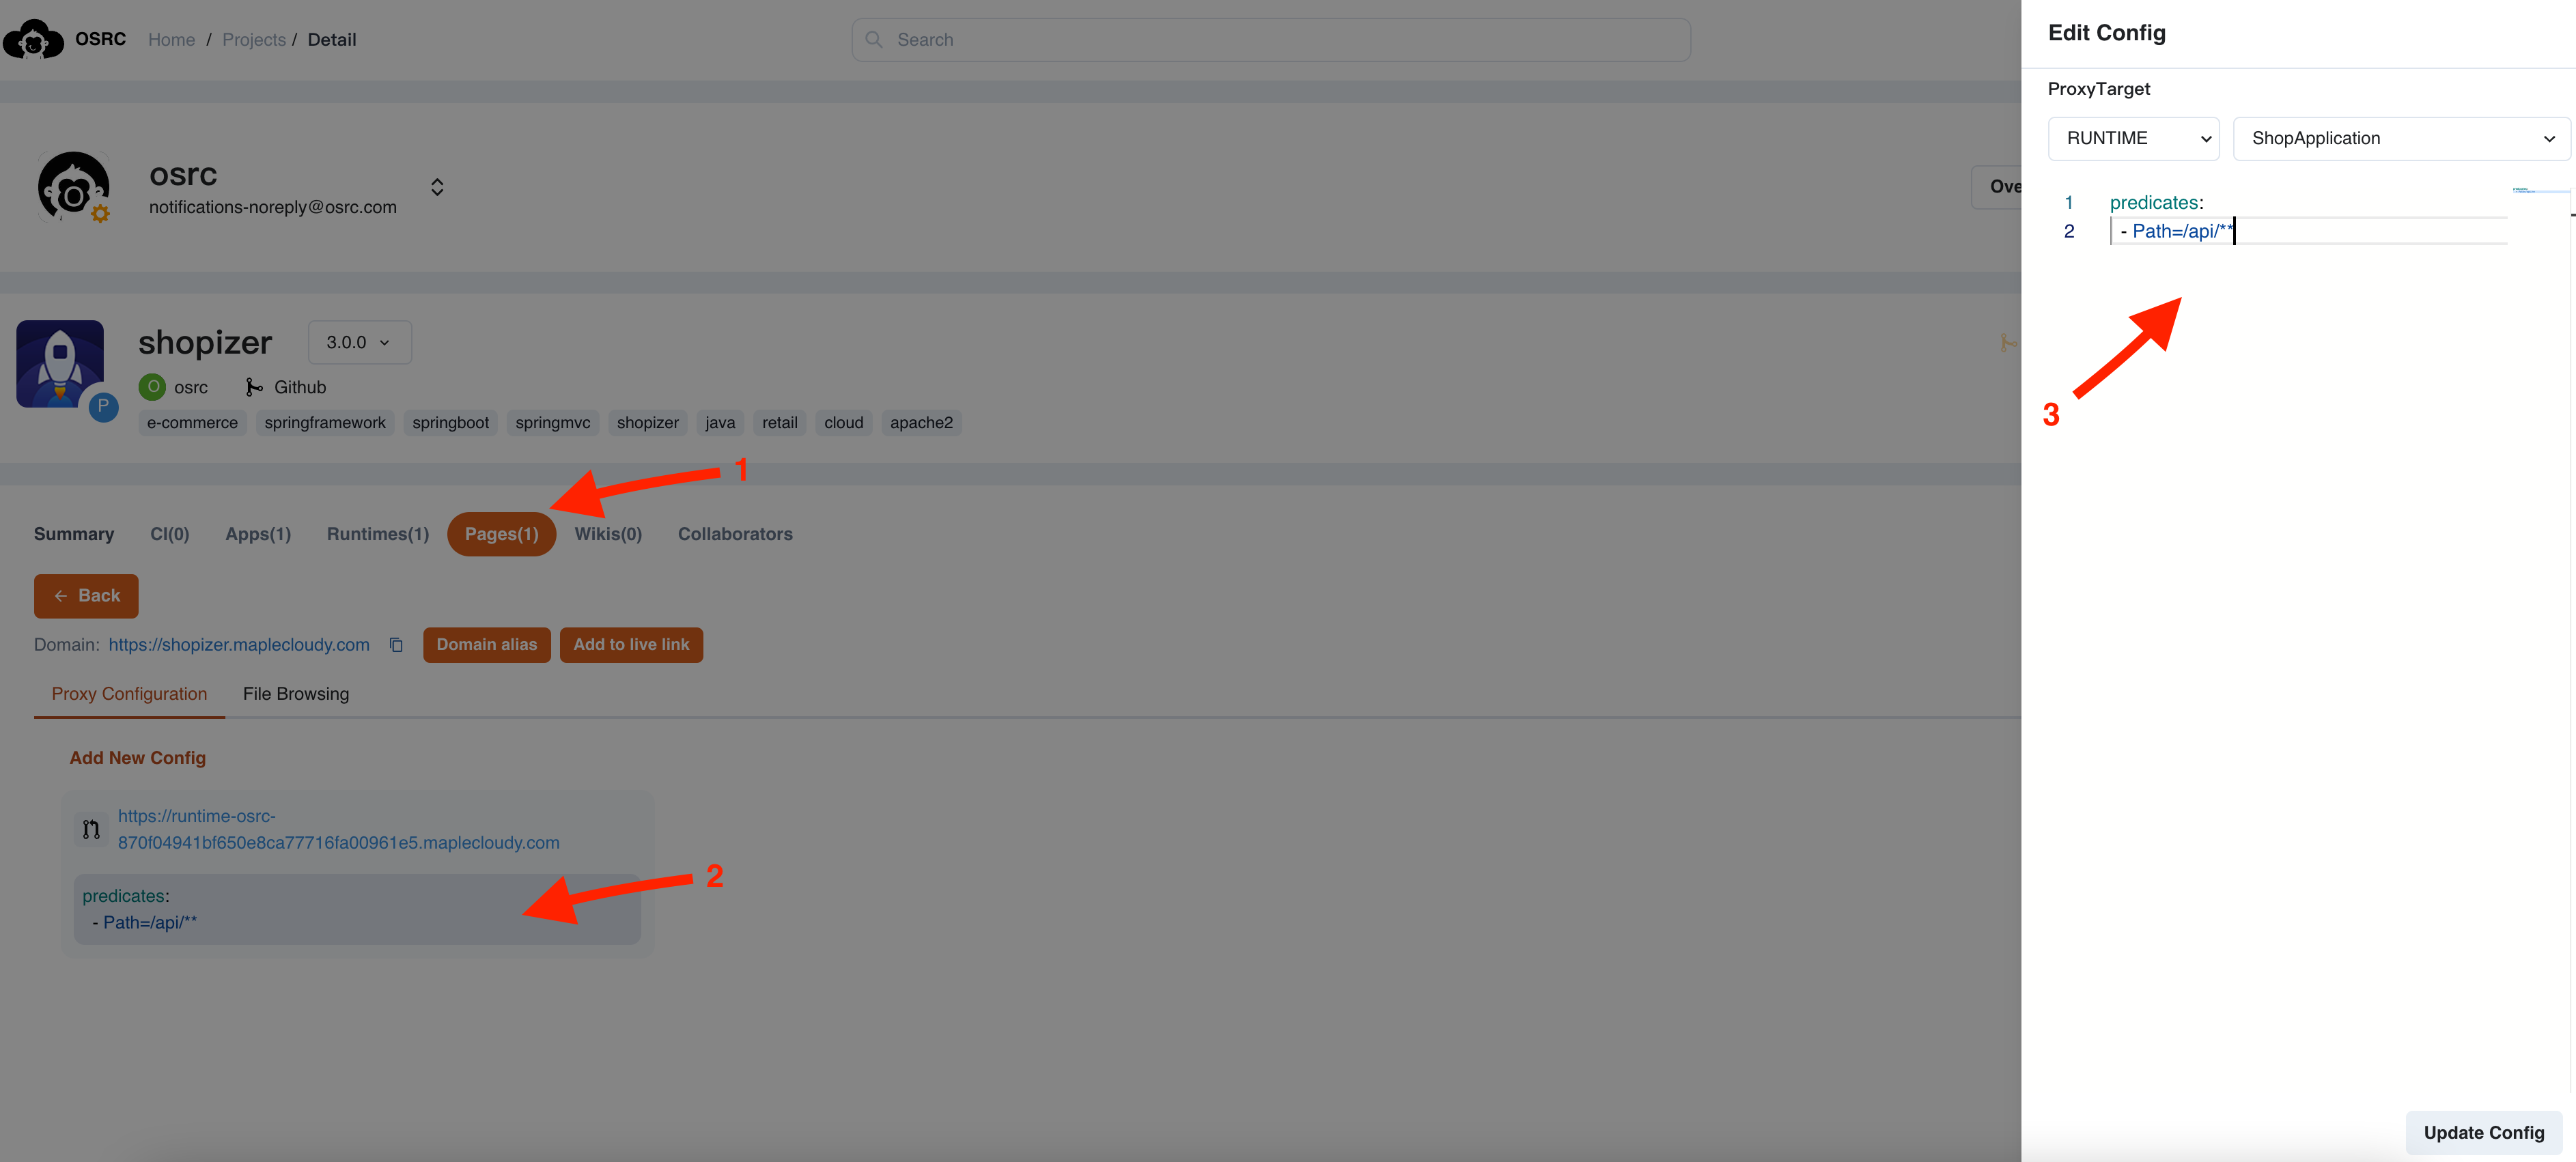 OSRC Home / Projects / Detail
Search
osrc
notifications-noreply@osrc.com
Ove
shopizer 3.0.0
O osrc Github
P
e-commerce springframework springboot springmvc shopizer java retail cloud apache2
1
Summary CI(0) Apps(1) Runtimes(1) Pages(1) Wikis(0) Collaborators
Back
Domain: https://shopizer.maplecloudy.com Domain alias Add to live link
Proxy Configuration File Browsing
Add New Config
https://runtime-osrc-
870f04941bf650e8ca77716fa00961e5.maplecloudy.com
2
predicates:
- Path=/api/**
Edit Config
ProxyTarget
RUNTIME ShopApplication
1 predicates:
2 - Path=/api/**
3
Update Config